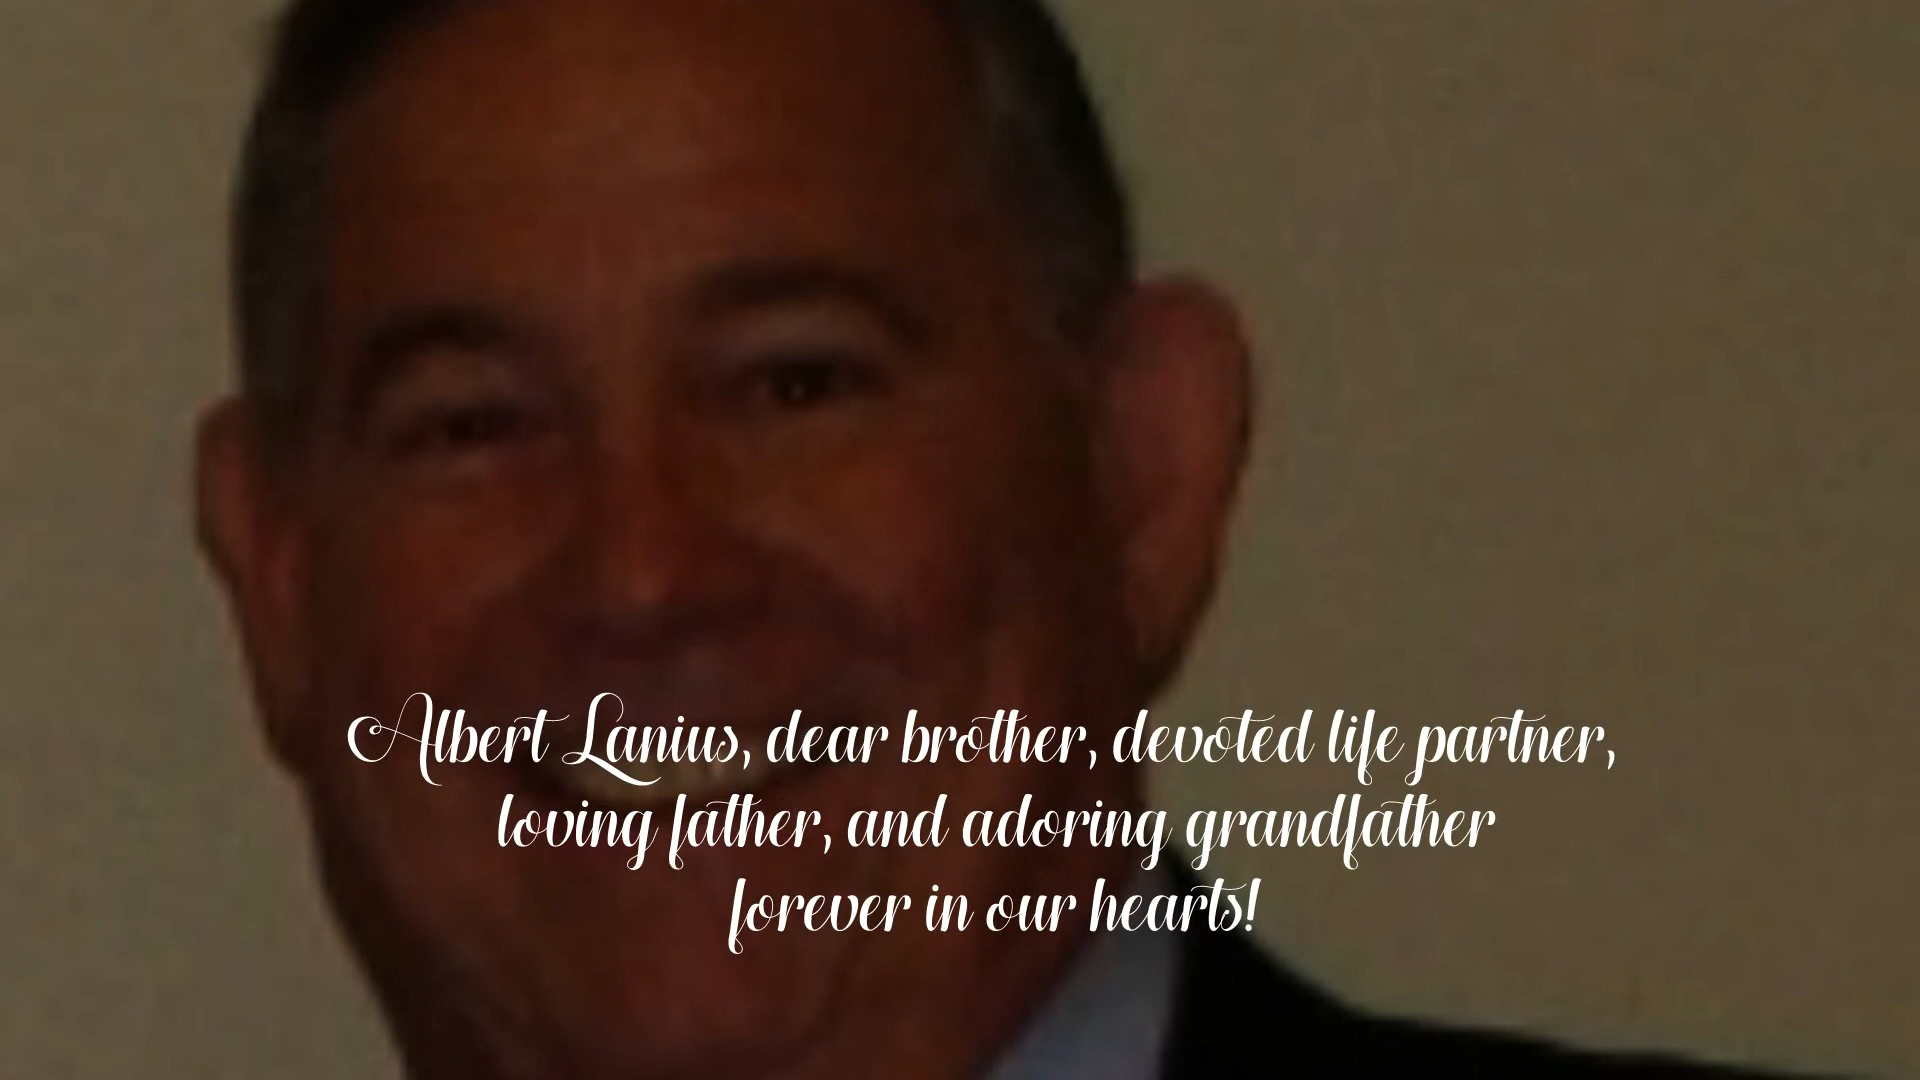 Albert Lanius, dear brother, devoted life partner,
loving father, and adoring grandfather
forever in our hearts!